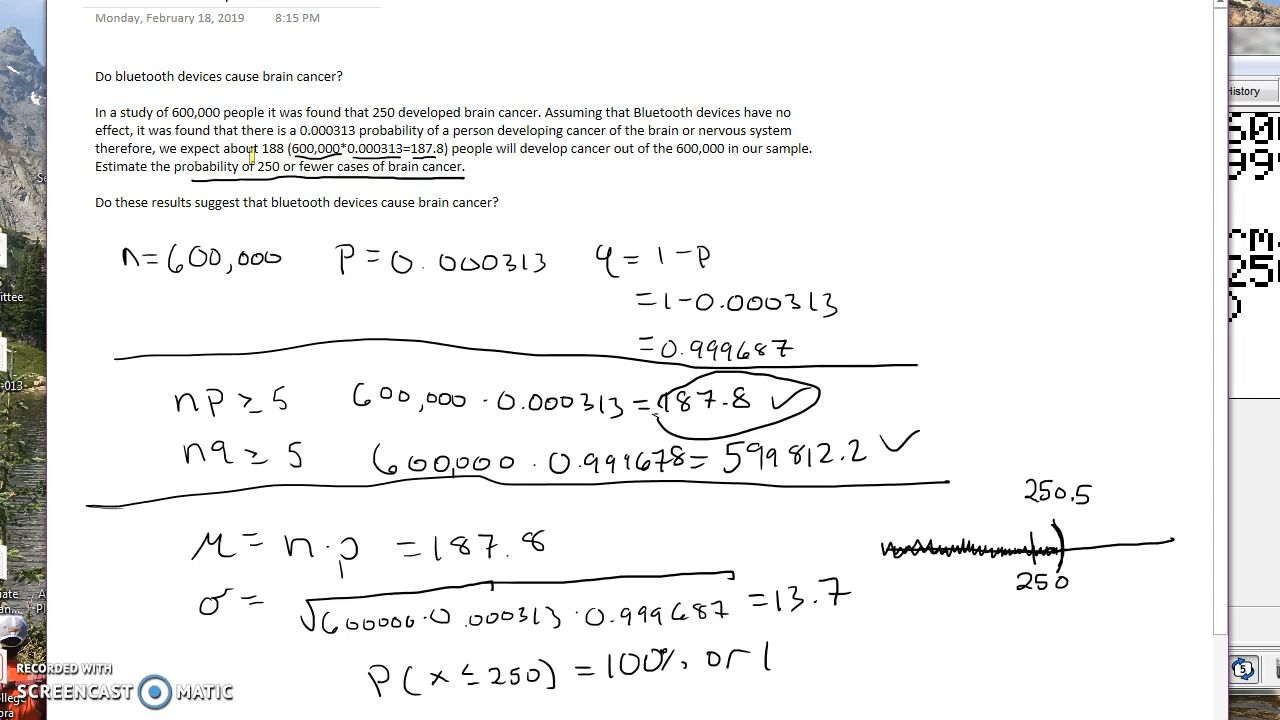 Monday, February 18, 2019 8:15 PM
Do bluetooth devices cause brain cancer?
In a study of 600,000 people it was found that 250 developed brain cancer. Assuming that Bluetooth devices have no
effect, it was found that there is a 0.000313 probability of a person developing cancer of the brain or nervous system
therefore, we expect about 188 (600,000*0.000313=187.8) people will develop cancer out of the 600,000 in our sample.
Estimate the probability of 250 or fewer cases of brain cancer.
Do these results suggest that bluetooth devices cause brain cancer?
n=600,000 P=0.000313 q=1-p
=1-0.000313
=0.999687
np≥5 600,000·0.000313=187.8 ✓
nq≥5 600,000·0.999678=599812.2 ✓
250.5
μ= n·p =187.8
250
σ= √600000·0.000313·0.999687 =13.7
P(x≤250) =100% or 1
History
ittee
-013
RECORDED WITH
SCREENCAST MATIC
5